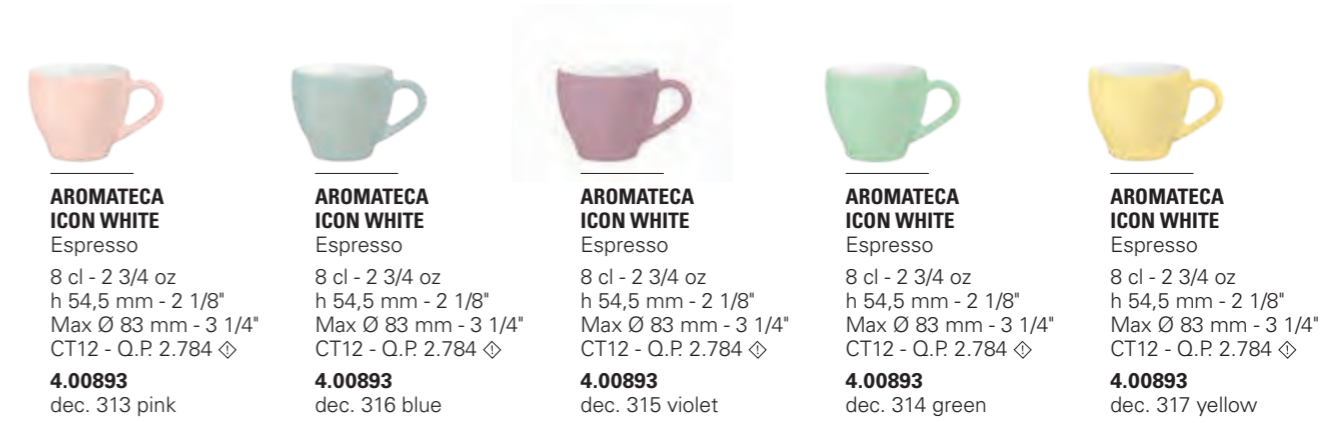 AROMATECA
ICON WHITE
Espresso
8 cl - 2 3/4 oz
h 54,5 mm - 2 1/8"
Max Ø 83 mm - 3 1/4"
CT12 - Q.P. 2.784
4.00893
dec. 313 pink
AROMATECA
ICON WHITE
Espresso
8 cl - 2 3/4 oz
h 54,5 mm - 2 1/8"
Max Ø 83 mm - 3 1/4"
CT12 - Q.P. 2.784
4.00893
dec. 316 blue
AROMATECA
ICON WHITE
Espresso
8 cl - 2 3/4 oz
h 54,5 mm - 2 1/8"
Max Ø 83 mm - 3 1/4"
CT12 - Q.P. 2.784
4.00893
dec. 315 violet
AROMATECA
ICON WHITE
Espresso
8 cl - 2 3/4 oz
h 54,5 mm - 2 1/8"
Max Ø 83 mm - 3 1/4"
CT12 - Q.P. 2.784
4.00893
dec. 314 green
AROMATECA
ICON WHITE
Espresso
8 cl - 2 3/4 oz
h 54,5 mm - 2 1/8"
Max Ø 83 mm - 3 1/4"
CT12 - Q.P. 2.784
4.00893
dec. 317 yellow